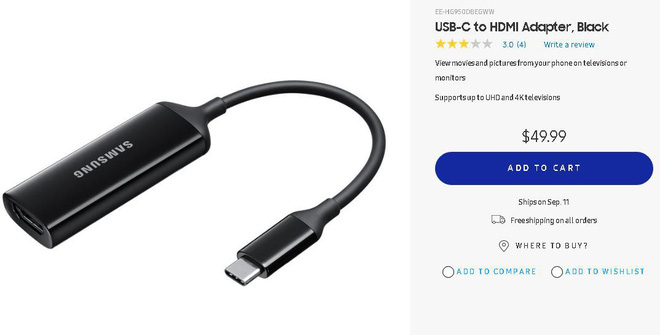 SAMSUNG
EE-HG950DBEGWW
USB-C to HDMI Adapter, Black
3.0 (4) Write a review
View movies and pictures from your phone on televisions or
monitors
Supports up to UHD and 4K televisions
$49.99
ADD TO CART
Ships on Sep. 11
Free shipping on all orders
WHERE TO BUY?
ADD TO COMPARE ADD TO WISHLIST